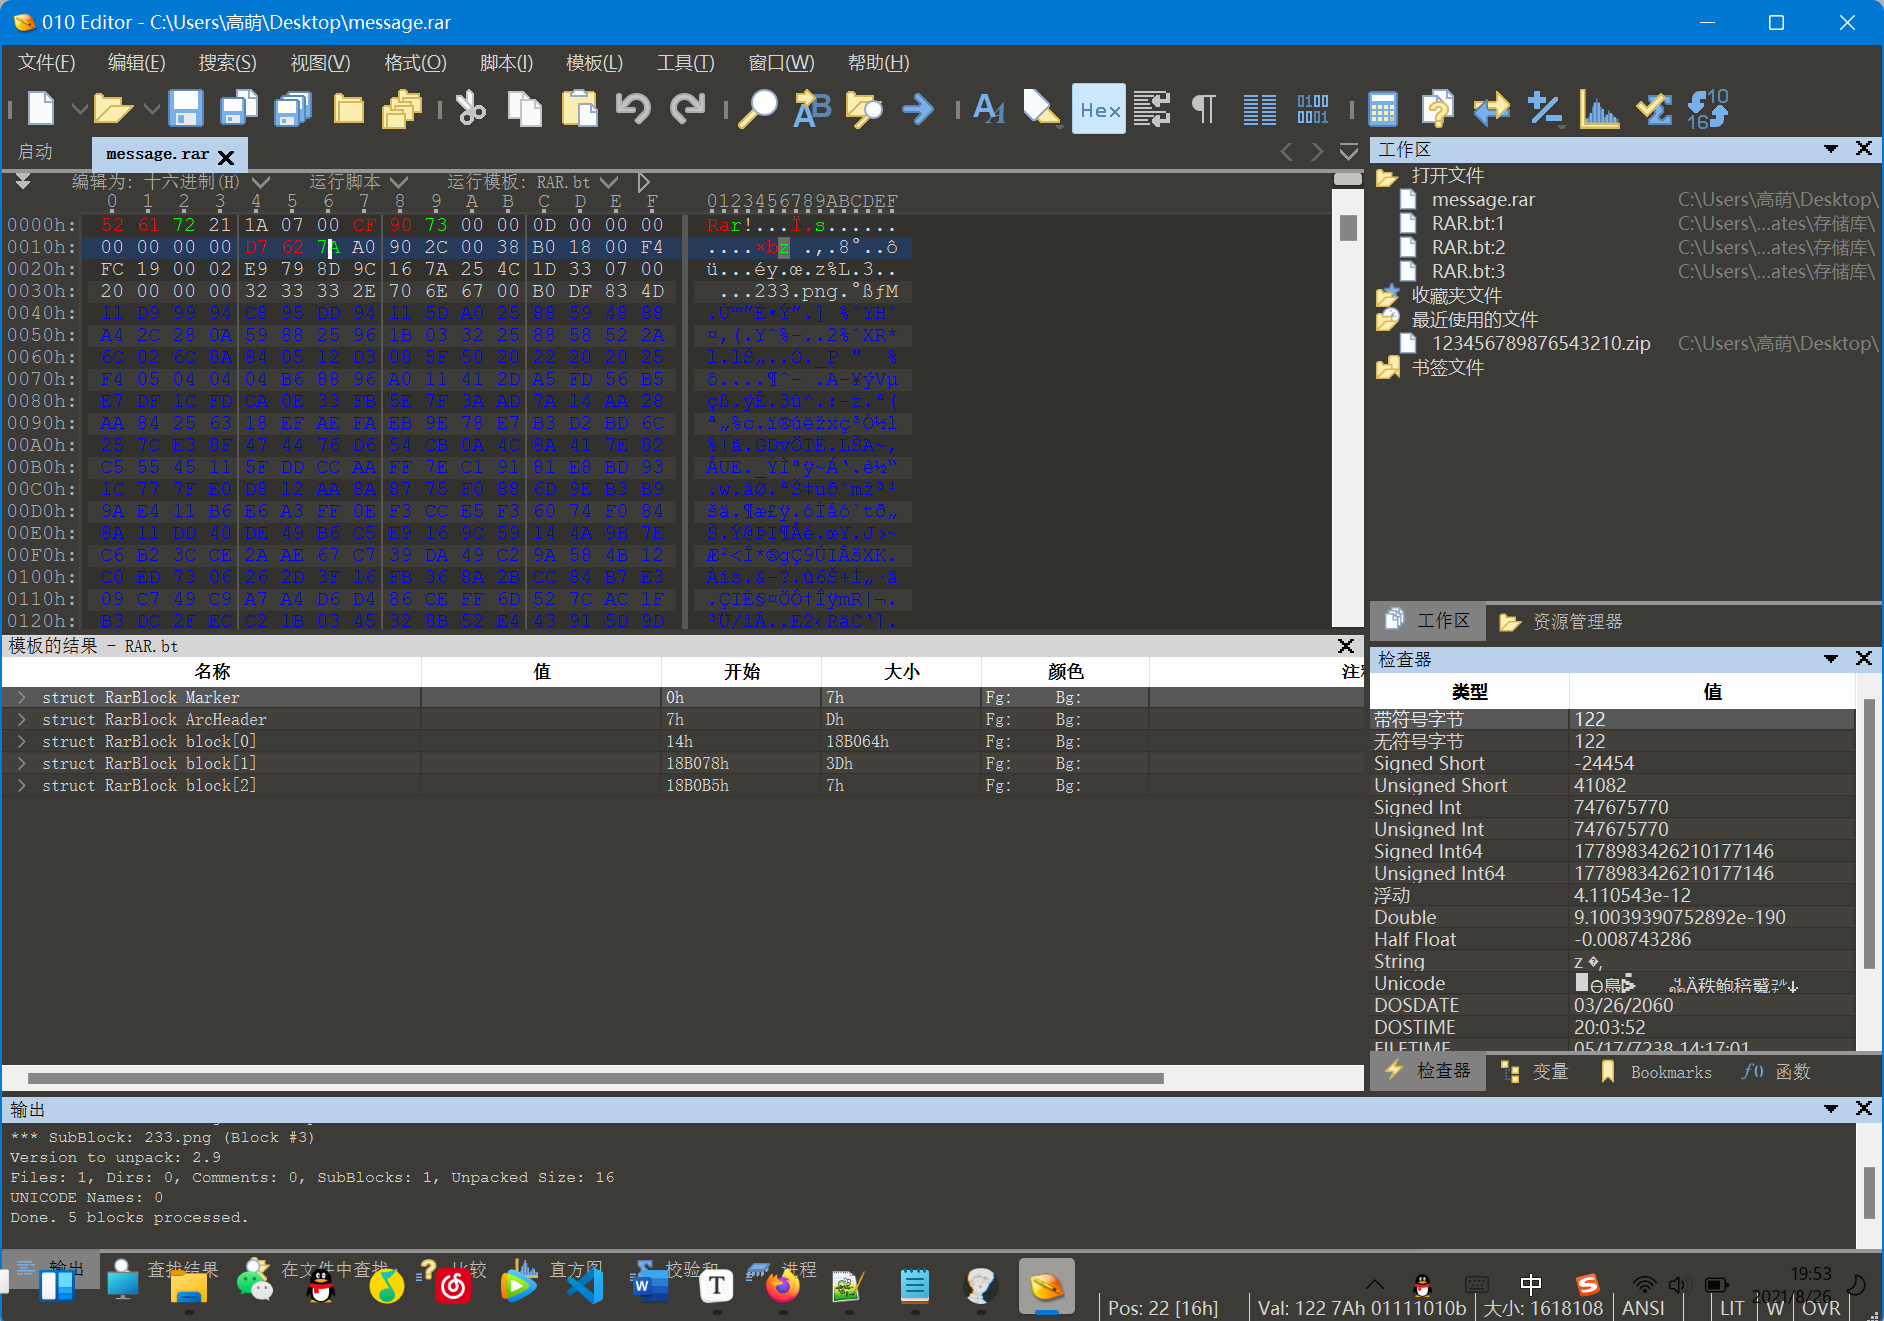 010 Editor - C:\Users\高萌\Desktop\message.rar
文件(F) 编辑(E) 搜索(S) 视图(V) 格式(O) 脚本(I) 模板(L) 工具(T) 窗口(W) 帮助(H)
Hex
启动 message.rar
编辑为: 十六进制(H) 运行脚本 运行模板: RAR.bt
0 1 2 3 4 5 6 7 8 9 A B C D E F 0123456789ABCDEF
0000h: 52 61 72 21 1A 07 00 CF 90 73 00 00 0D 00 00 00 Rar!...Ï.s......
0010h: 00 00 00 00 D7 62 7A A0 90 2C 00 38 B0 18 00 F4 ....×bz .,.8°..ô
0020h: FC 19 00 02 E9 79 8D 9C 16 7A 25 4C 1D 33 07 00 ü...éy.œ.z%L.3..
0030h: 20 00 00 00 32 33 33 2E 70 6E 67 00 B0 DF 83 4D ...233.png.°ßƒM
0040h: 11 D9 99 94 C8 95 DD 94 11 5D A0 25 88 59 48 88
0050h: A4 2C 28 0A 59 88 25 96 1B 03 32 25 88 58 52 2A
0060h: 6C 02 6C 8A 84 05 12 D3 08 5F 50 20 22 20 20 25
0070h: F4 05 04 04 04 B6 88 96 A0 11 41 2D A5 FD 56 B5
0080h: E7 DF 1C FD CA 0E 33 FB 5E 7F 3A AD 7A 14 AA 28
0090h: AA 84 25 63 18 EF AE FA EB 9E 78 E7 B3 D2 BD 6C
00A0h: 25 7C E3 8F 47 44 76 D6 54 CB 0A 4C 8A 41 7E 82
00B0h: C5 55 45 11 5F DD CC AA FF 7E C1 91 81 E8 BD 93
00C0h: 1C 77 7F E0 D8 12 AA 8A 87 75 F0 88 6D 9E B3 B9
00D0h: 9A E4 11 B6 E6 A3 FF 0E F3 CC E5 F3 60 74 F0 84
00E0h: 8A 11 DD 40 DE 49 B6 C5 E9 16 9C 59 14 4A 9B 7E
00F0h: C6 B2 3C CE 2A AE 67 C7 39 DA 49 C2 9A 58 4B 12
0100h: C0 ED 73 06 26 2D 3F 16 FB 36 8A 2B CC 84 B7 E3
0110h: 09 C7 49 C9 A7 A4 D6 D4 86 CE FF 6D 52 7C AC 1F
0120h: B3 DC 2F EC C2 1B 03 45 32 8B 52 E4 43 91 5D 9D
模板的结果 - RAR.bt
名称 值 开始 大小 颜色
struct RarBlock Marker 0h 7h Fg: Bg:
struct RarBlock ArcHeader 7h Dh Fg: Bg:
struct RarBlock block[0] 14h 18B064h Fg: Bg:
struct RarBlock block[1] 18B078h 3Dh Fg: Bg:
struct RarBlock block[2] 18B0B5h 7h Fg: Bg:
工作区
打开文件
message.rar C:\Users\高萌\Desktop\
RAR.bt:1 C:\Users\...ates\存储库\
RAR.bt:2 C:\Users\...ates\存储库\
RAR.bt:3 C:\Users\...ates\存储库\
收藏夹文件
最近使用的文件
123456789876543210.zip C:\Users\高萌\Desktop\
书签文件
工作区 资源管理器
检查器
类型 值
带符号字节 122
无符号字节 122
Signed Short -24454
Unsigned Short 41082
Signed Int 747675770
Unsigned Int 747675770
Signed Int64 1778983426210177146
Unsigned Int64 1778983426210177146
浮动 4.110543e-12
Double 9.10039390752892e-190
Half Float -0.008743286
String z �,
Unicode
DOSDATE 03/26/2060
DOSTIME 20:03:52
FILETIME 05/17/7238 14:17:01
检查器 变量 Bookmarks f() 函数
输出
*** SubBlock: 233.png (Block #3)
Version to unpack: 2.9
Files: 1, Dirs: 0, Comments: 0, SubBlocks: 1, Unpacked Size: 16
UNICODE Names: 0
Done. 5 blocks processed.
输出 查找结果 在文件中查找 比较 直方图 校验和 进程
中 19:53
2021/8/26
Pos: 22 [16h] Val: 122 7Ah 01111010b 大小: 1618108 ANSI LIT W OVR